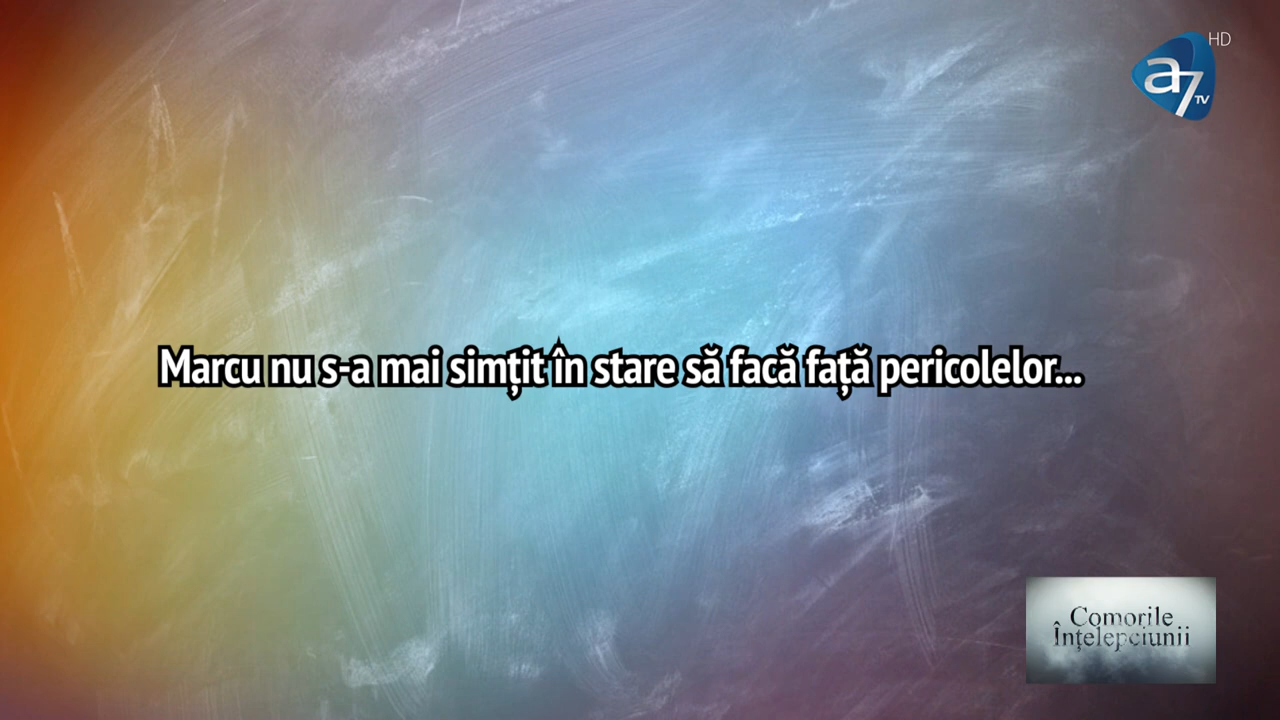 HD
a7
TV
Marcu nu s-a mai simțit în stare să facă față pericolelor...
Comorile
Înțelepciunii